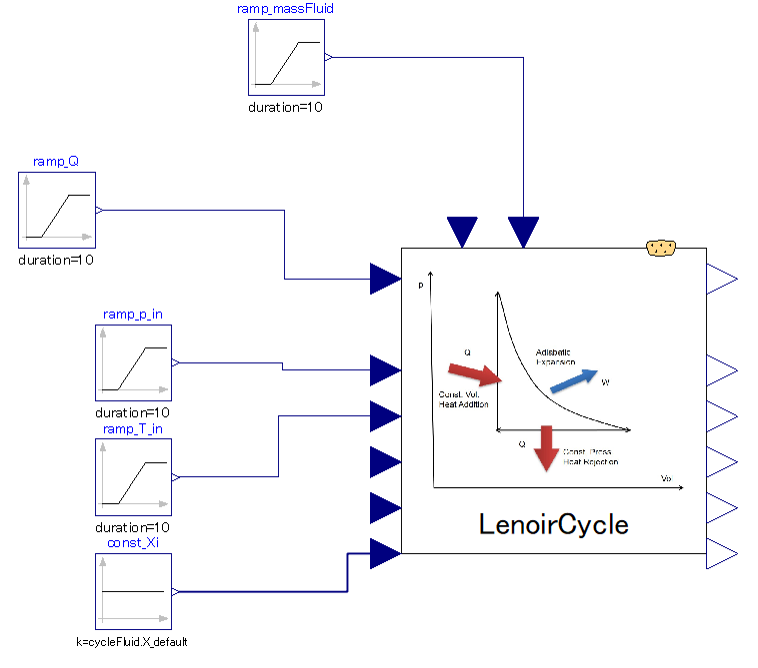 ramp_massFluid
duration=10
ramp_Q
duration=10
ramp_p_in
duration=10
ramp_T_in
duration=10
const_Xi
k=cycleFluid.X_default
p
Q
Adiabatic
Expansion
W
Const. Vol.
Heat Addition
Q
Const. Press
Heat Rejection
Vo
LenoirCycle